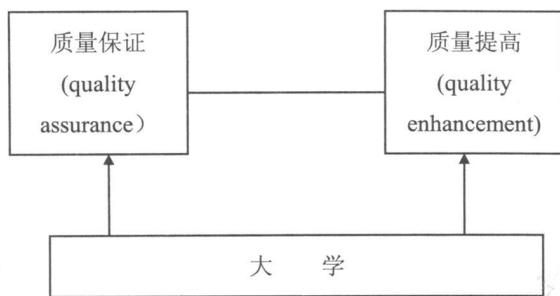 质量保证
(quality
assurance）
质量提高
(quality
enhancement)
大 学